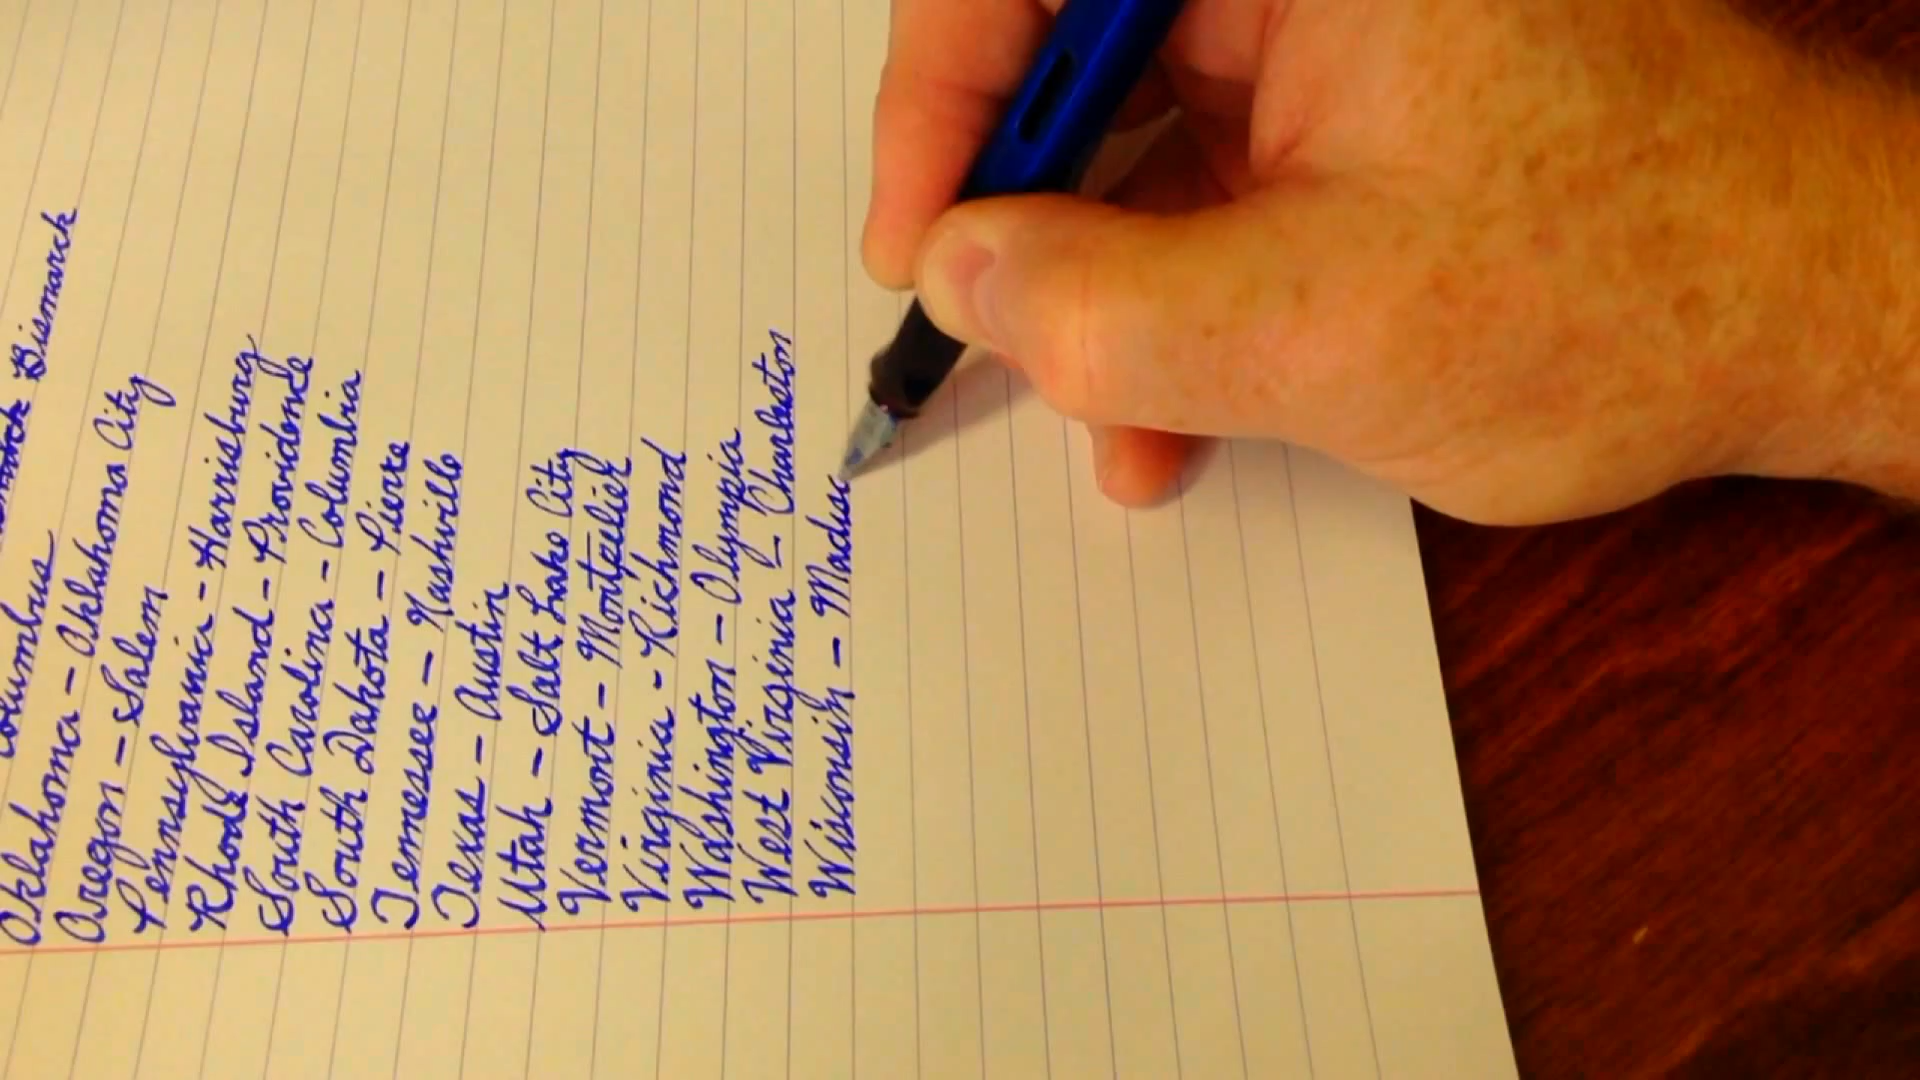 Bismarck
Columbus
Oklahoma - Oklahoma City
Oregon - Salem
Pennsylvania - Harrisburg
Rhode Island - Providence
South Carolina - Columbia
South Dakota - Pierre
Tennessee - Nashville
Texas - Austin
Utah - Salt Lake City
Vermont - Montpelier
Virginia - Richmond
Washington - Olympia
West Virginia - Charleston
Wisconsin - Madiso